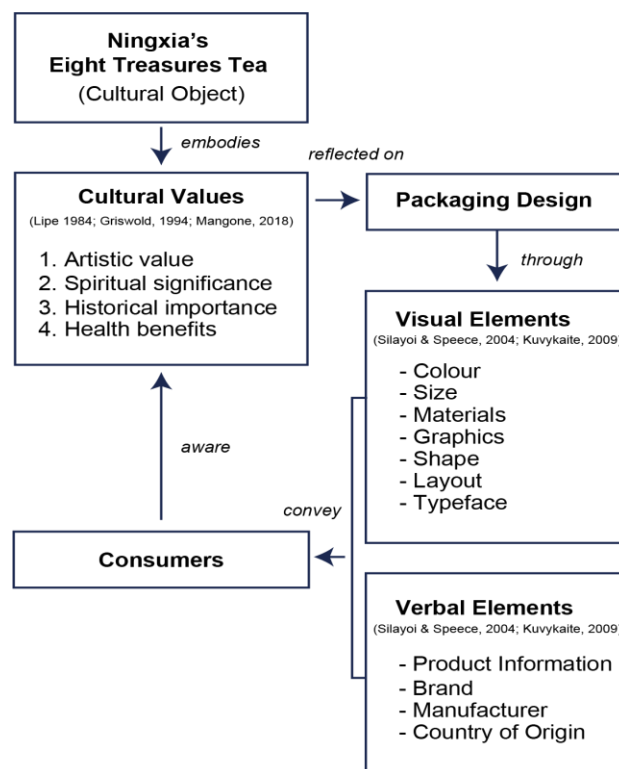 Ningxia's
Eight Treasures Tea
(Cultural Object)
embodies
reflected on
Cultural Values
(Lipe 1984; Griswold, 1994; Mangone, 2018)
1. Artistic value
2. Spiritual significance
3. Historical importance
4. Health benefits
Packaging Design
through
Visual Elements
(Silayoi & Speece, 2004; Kuvykaite, 2009)
- Colour
- Size
- Materials
- Graphics
- Shape
- Layout
- Typeface
aware
convey
Consumers
Verbal Elements
(Silayoi & Speece, 2004; Kuvykaite, 2009)
- Product Information
- Brand
- Manufacturer
- Country of Origin